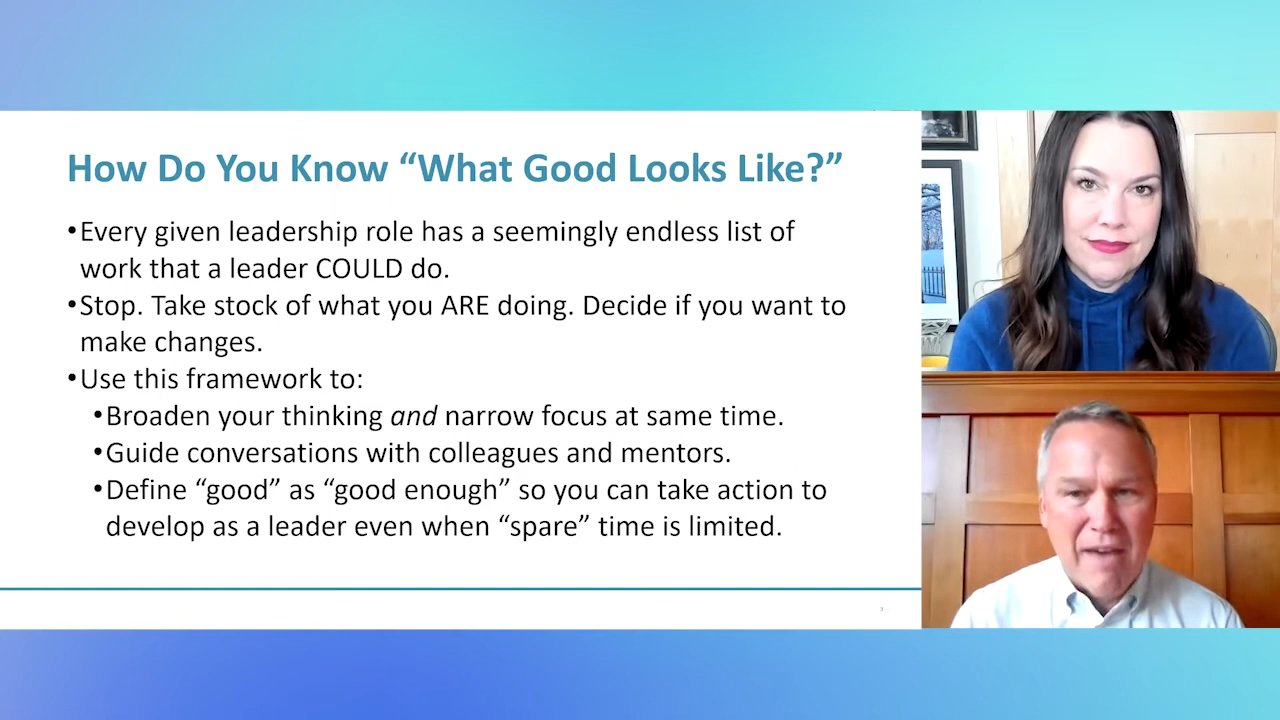 How Do You Know “What Good Looks Like?”
•Every given leadership role has a seemingly endless list of
work that a leader COULD do.
•Stop. Take stock of what you ARE doing. Decide if you want to
make changes.
•Use this framework to:
•Broaden your thinking and narrow focus at same time.
•Guide conversations with colleagues and mentors.
•Define “good” as “good enough” so you can take action to
develop as a leader even when “spare” time is limited.
3